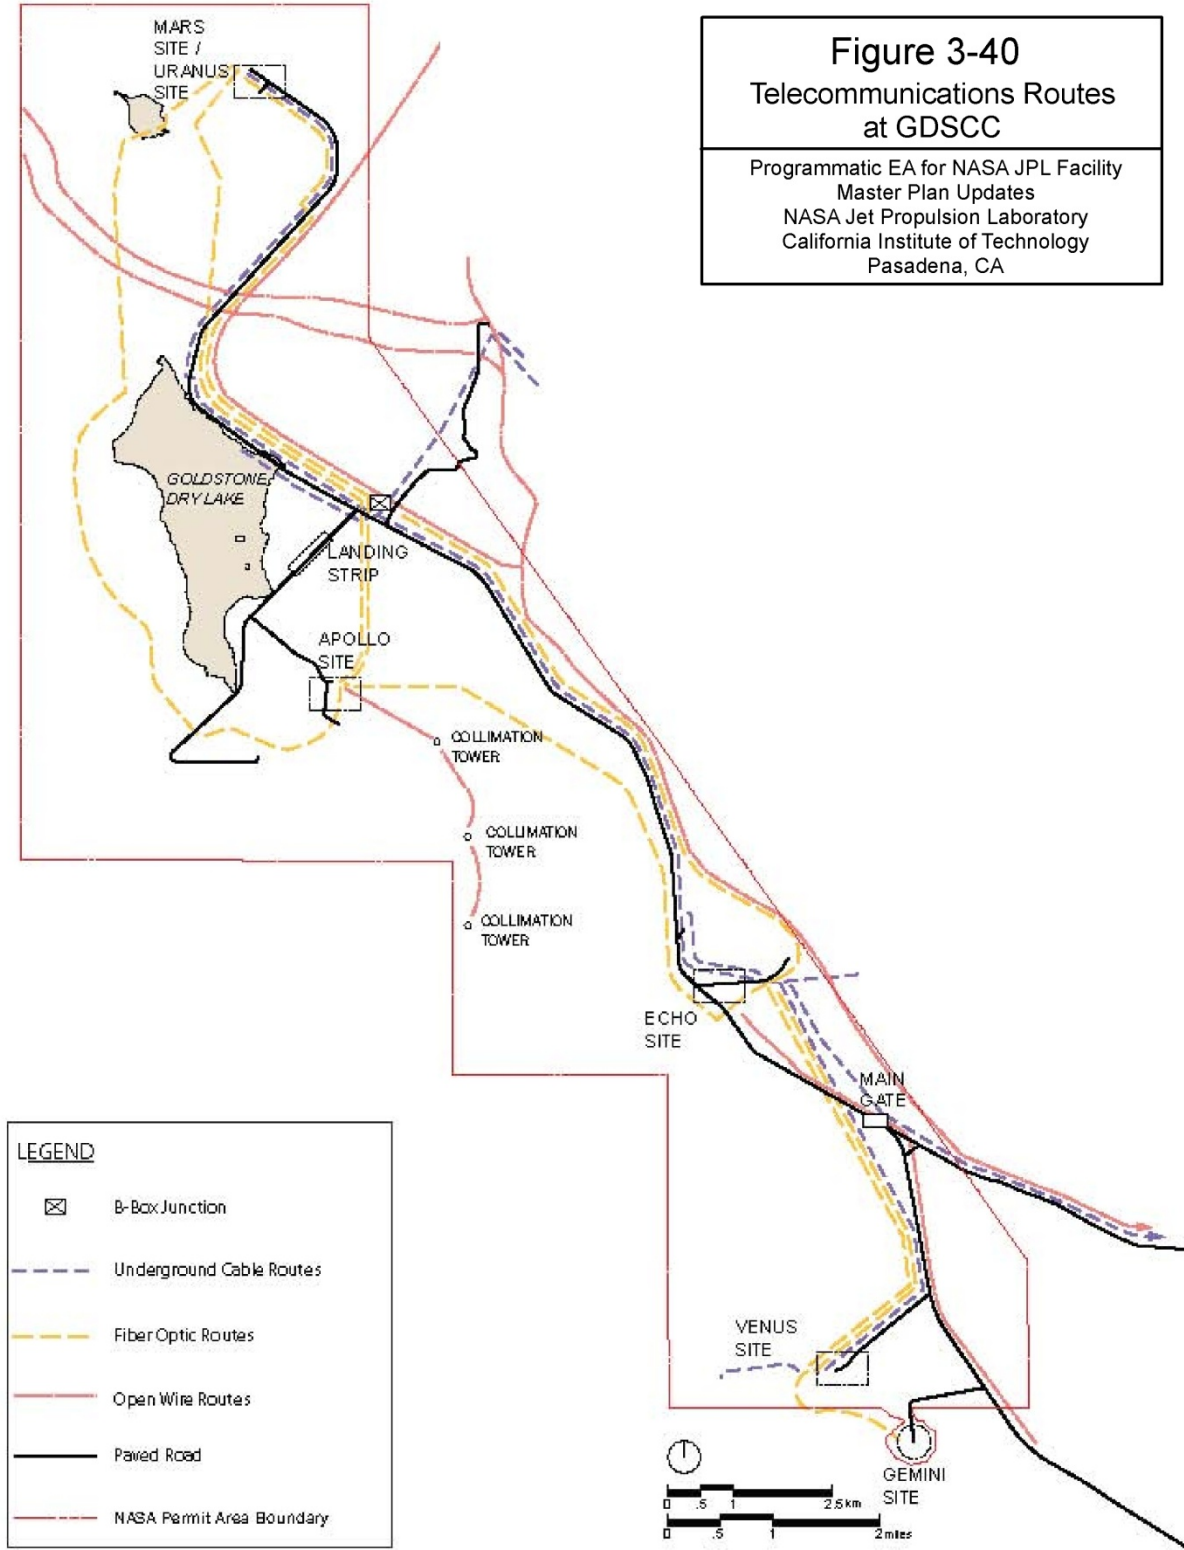 MARS
SITE /
URANUS
SITE
Figure 3-40
Telecommunications Routes
at GDSCC
Programmatic EA for NASA JPL Facility
Master Plan Updates
NASA Jet Propulsion Laboratory
California Institute of Technology
Pasadena, CA
GOLDSTONE
DRY LAKE
LANDING
STRIP
APOLLO
SITE
COLLIMATION
TOWER
COLLIMATION
TOWER
COLLIMATION
TOWER
ECHO
SITE
MAIN
GATE
VENUS
SITE
GEMINI
SITE
LEGEND
B-Box Junction
Underground Cable Routes
Fiber Optic Routes
Open Wire Routes
Paved Road
NASA Permit Area Boundary
0 .5 1 2.5 km
0 .5 1 2 miles